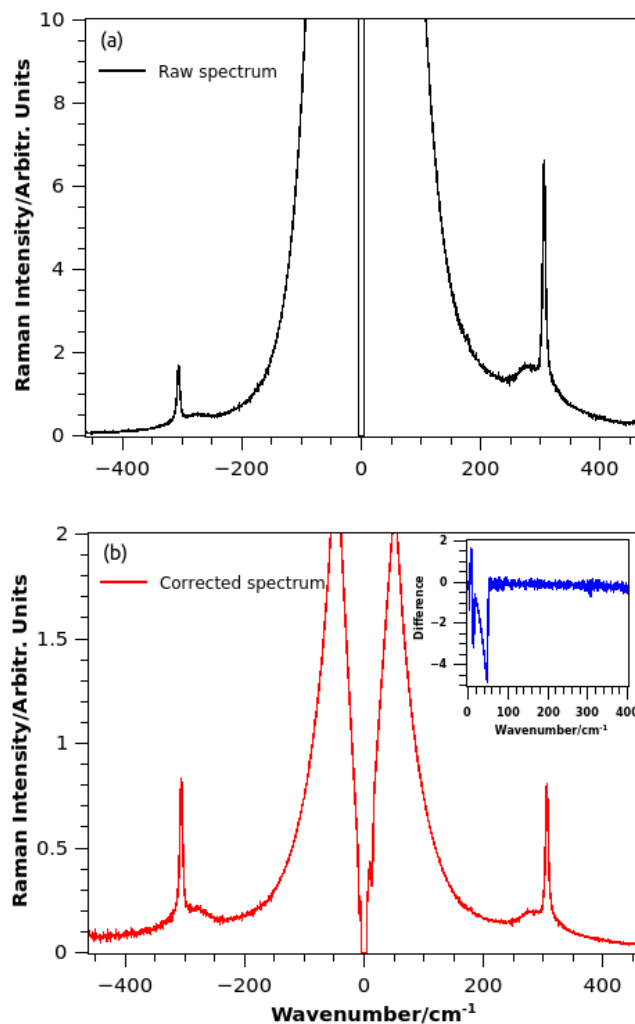 10
(a)
Raw spectrum
8
6
4
2
0
Raman Intensity/Arbitr. Units
−400 −200 0 200 400
2
(b)
Corrected spectrum
1.5
1
0.5
0
Raman Intensity/Arbitr. Units
2
0
−2
−4
Difference
0 100 200 300 400
Wavenumber/cm⁻¹
−400 −200 0 200 400
Wavenumber/cm⁻¹